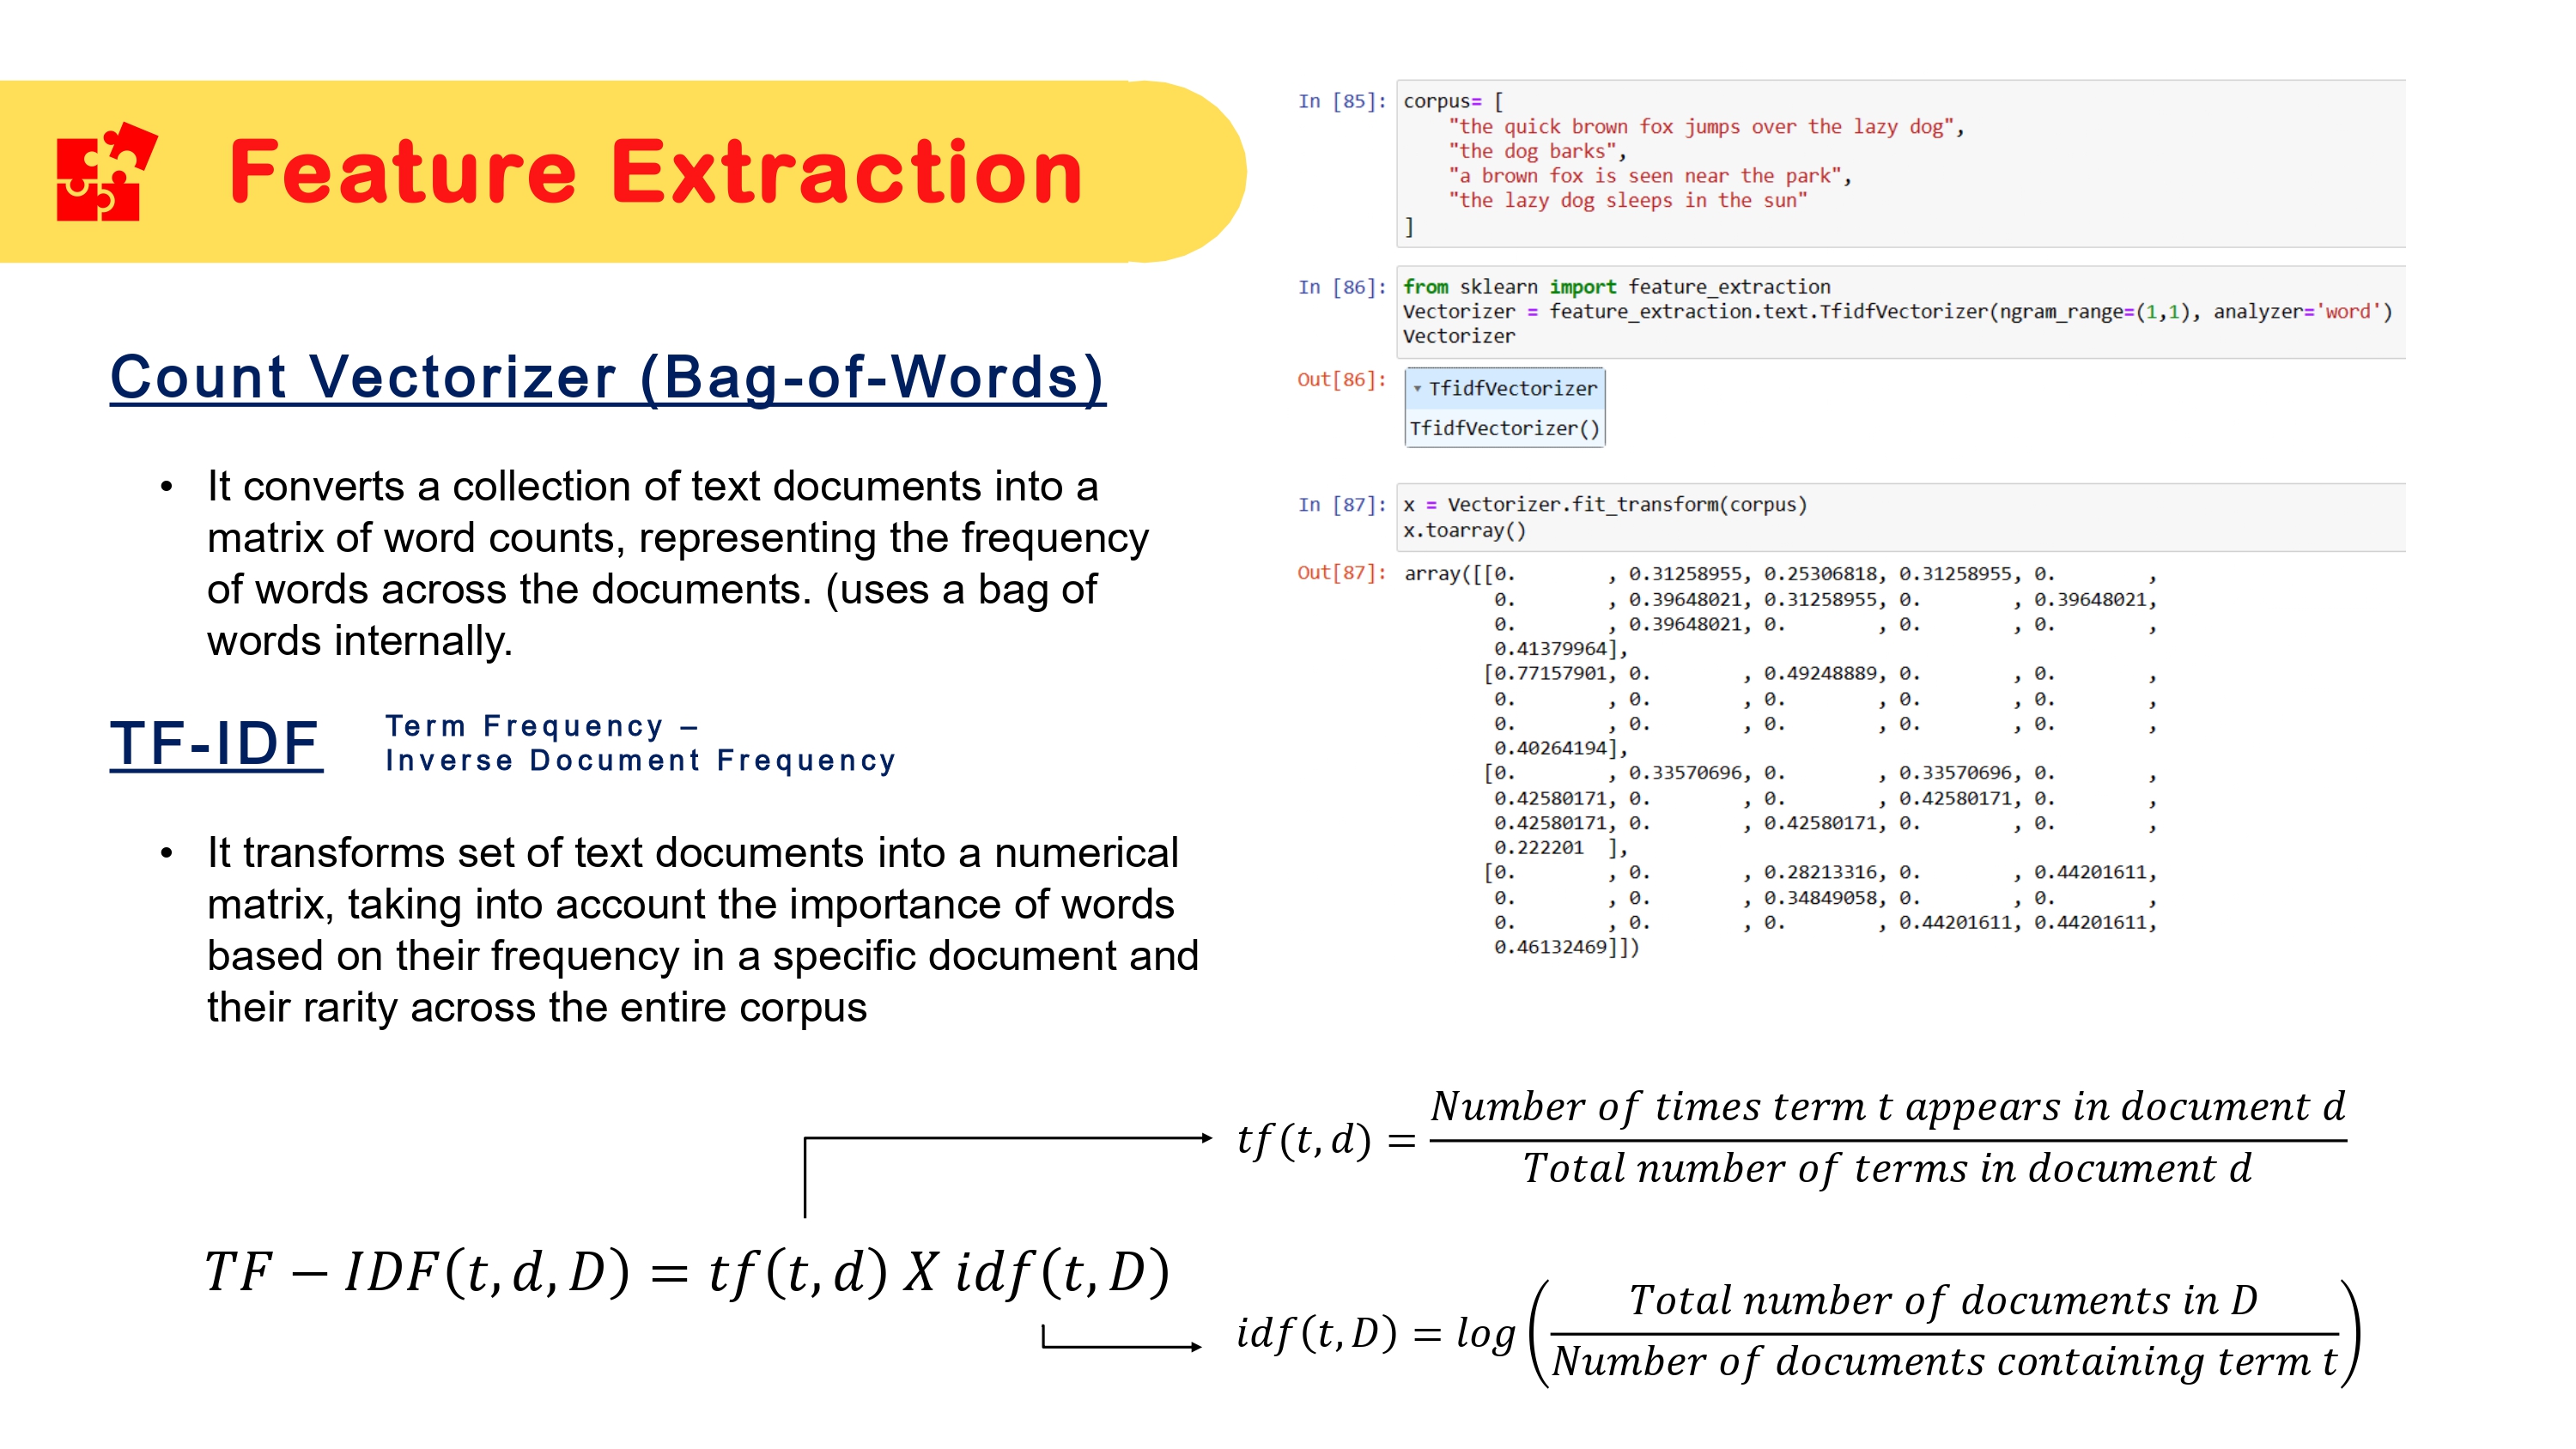 Feature Extraction
Count Vectorizer (Bag-of-Words)
• It converts a collection of text documents into a
matrix of word counts, representing the frequency
of words across the documents. (uses a bag of
words internally.
TF-IDF
Term Frequency –
Inverse Document Frequency
• It transforms set of text documents into a numerical
matrix, taking into account the importance of words
based on their frequency in a specific document and
their rarity across the entire corpus
In [85]: corpus= [
"the quick brown fox jumps over the lazy dog",
"the dog barks",
"a brown fox is seen near the park",
"the lazy dog sleeps in the sun"
]
In [86]: from sklearn import feature_extraction
Vectorizer = feature_extraction.text.TfidfVectorizer(ngram_range=(1,1), analyzer='word')
Vectorizer
Out[86]: ▾ TfidfVectorizer
TfidfVectorizer()
In [87]: x = Vectorizer.fit_transform(corpus)
x.toarray()
Out[87]: array([[0. , 0.31258955, 0.25306818, 0.31258955, 0. ,
0. , 0.39648021, 0.31258955, 0. , 0.39648021,
0. , 0.39648021, 0. , 0. , 0. ,
0.41379964],
[0.77157901, 0. , 0.49248889, 0. , 0. ,
0. , 0. , 0. , 0. , 0. ,
0. , 0. , 0. , 0. , 0. ,
0.40264194],
[0. , 0.33570696, 0. , 0.33570696, 0. ,
0.42580171, 0. , 0. , 0.42580171, 0. ,
0.42580171, 0. , 0.42580171, 0. , 0. ,
0.222201 ],
[0. , 0. , 0.28213316, 0. , 0.44201611,
0. , 0. , 0.34849058, 0. , 0. ,
0. , 0. , 0. , 0.44201611, 0.44201611,
0.46132469]])
TF − IDF(t, d, D) = tf(t, d) X idf(t, D)
tf(t, d) = Number of times term t appears in document d
Total number of terms in document d
idf(t, D) = log ( Total number of documents in D
Number of documents containing term t )